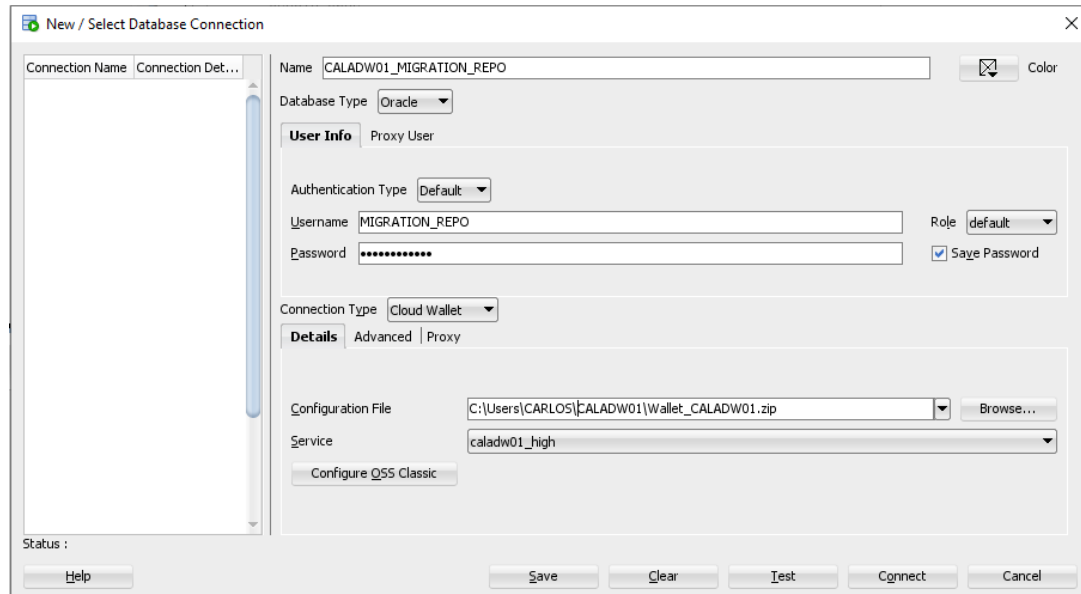 New / Select Database Connection
Connection Name Connection Det...
Name CALADW01_MIGRATION_REPO Color
Database Type Oracle
User Info Proxy User
Authentication Type Default
Username MIGRATION_REPO Role default
Password •••••••••••• Save Password
Connection Type Cloud Wallet
Details Advanced Proxy
Configuration File C:\Users\CARLOS\CALADW01\Wallet_CALADW01.zip Browse...
Service caladw01_high
Configure OSS Classic
Status :
Help Save Clear Test Connect Cancel